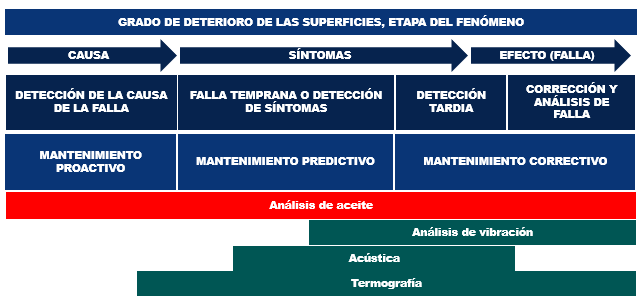 GRADO DE DETERIORO DE LAS SUPERFICIES, ETAPA DEL FENÓMENO
CAUSA
SÍNTOMAS
EFECTO (FALLA)
DETECCIÓN DE LA CAUSA
DE LA FALLA
FALLA TEMPRANA O DETECCIÓN
DE SÍNTOMAS
DETECCIÓN
TARDIA
CORRECCIÓN Y
ANÁLISIS DE
FALLA
MANTENIMIENTO
PROACTIVO
MANTENIMIENTO PREDICTIVO
MANTENIMIENTO CORRECTIVO
Análisis de aceite
Análisis de vibración
Acústica
Termografía